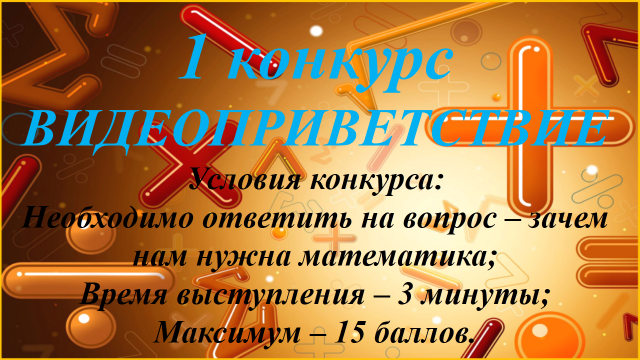 1 конкурс
ВИДЕОПРИВЕТСТВИЕ
Условия конкурса:
Необходимо ответить на вопрос – зачем
нам нужна математика;
Время выступления – 3 минуты;
Максимум – 15 баллов.